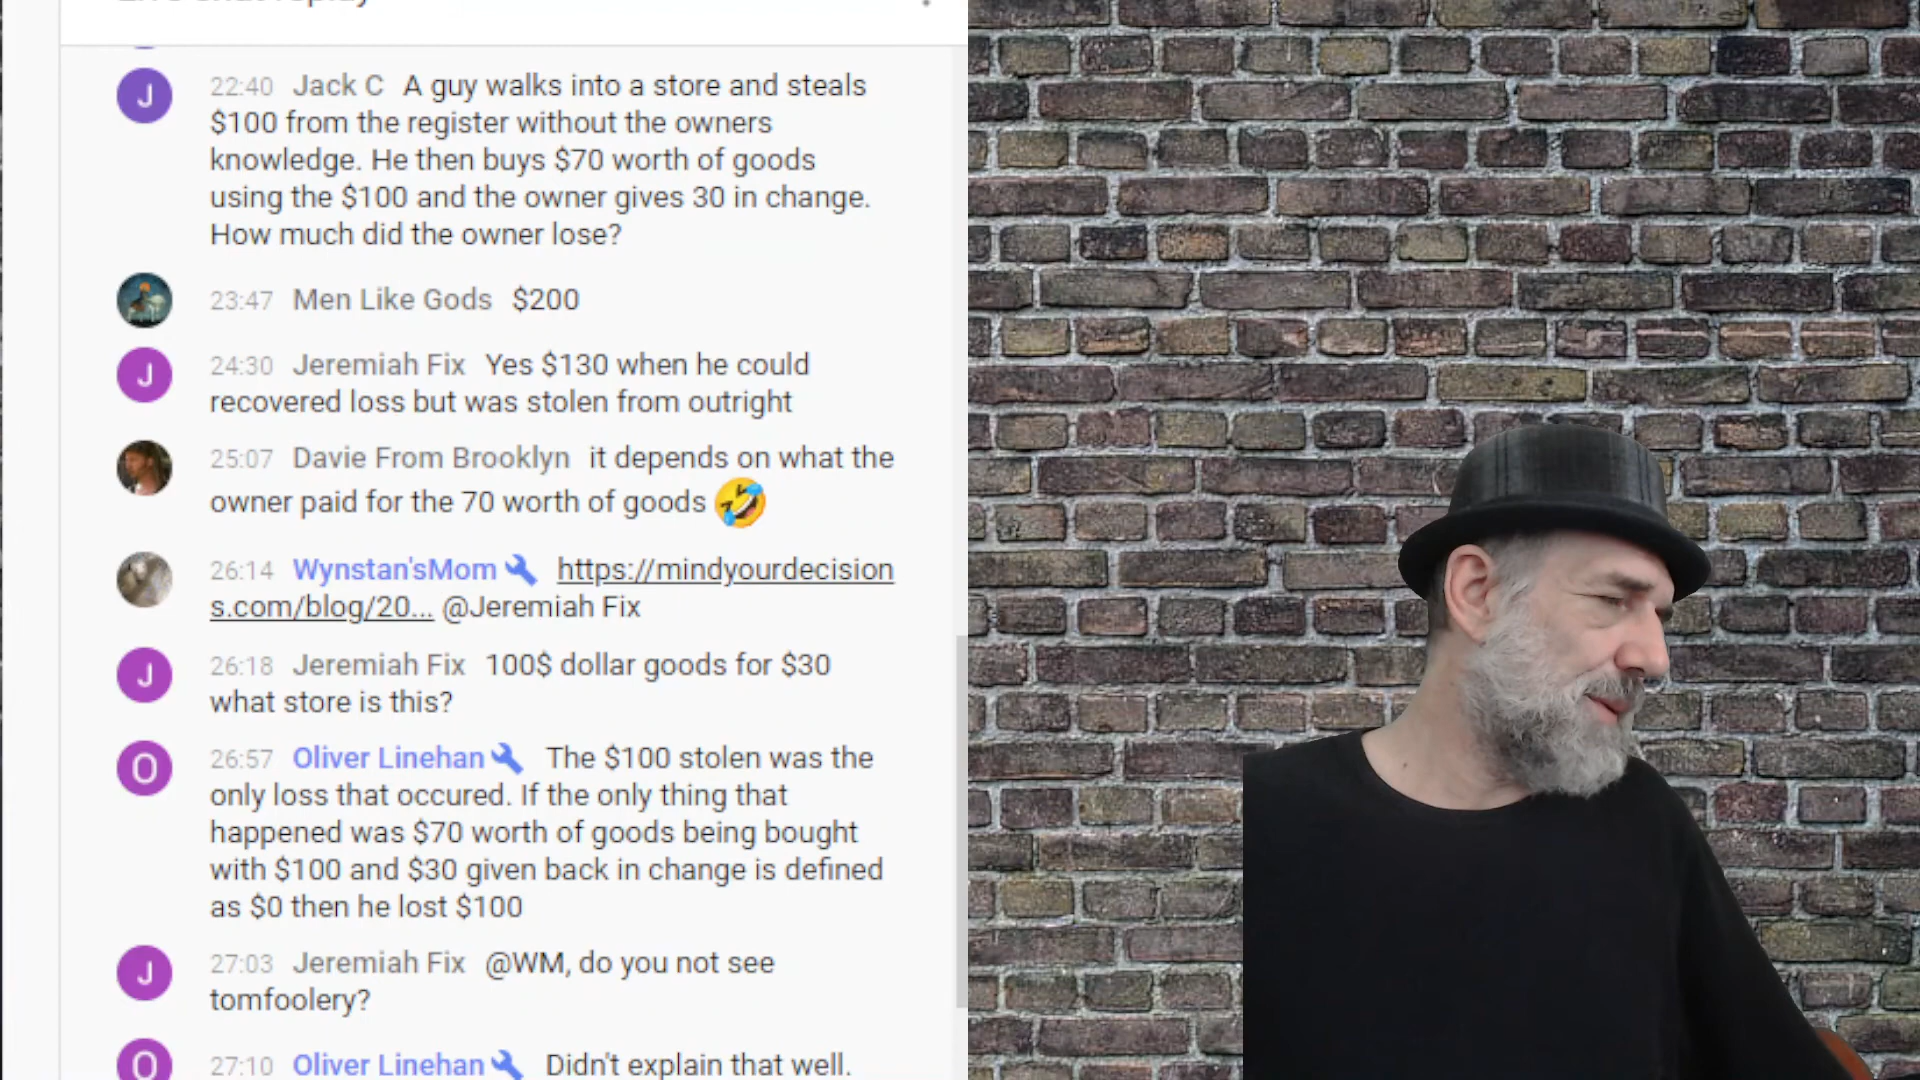 22:40 Jack C A guy walks into a store and steals
$100 from the register without the owners
knowledge. He then buys $70 worth of goods
using the $100 and the owner gives 30 in change.
How much did the owner lose?
23:47 Men Like Gods $200
24:30 Jeremiah Fix Yes $130 when he could
recovered loss but was stolen from outright
25:07 Davie From Brooklyn it depends on what the
owner paid for the 70 worth of goods 🤣
26:14 Wynstan'sMom https://mindyourdecision
s.com/blog/20... @Jeremiah Fix
26:18 Jeremiah Fix 100$ dollar goods for $30
what store is this?
26:57 Oliver Linehan The $100 stolen was the
only loss that occured. If the only thing that
happened was $70 worth of goods being bought
with $100 and $30 given back in change is defined
as $0 then he lost $100
27:03 Jeremiah Fix @WM, do you not see
tomfoolery?
27:10 Oliver Linehan Didn't explain that well.